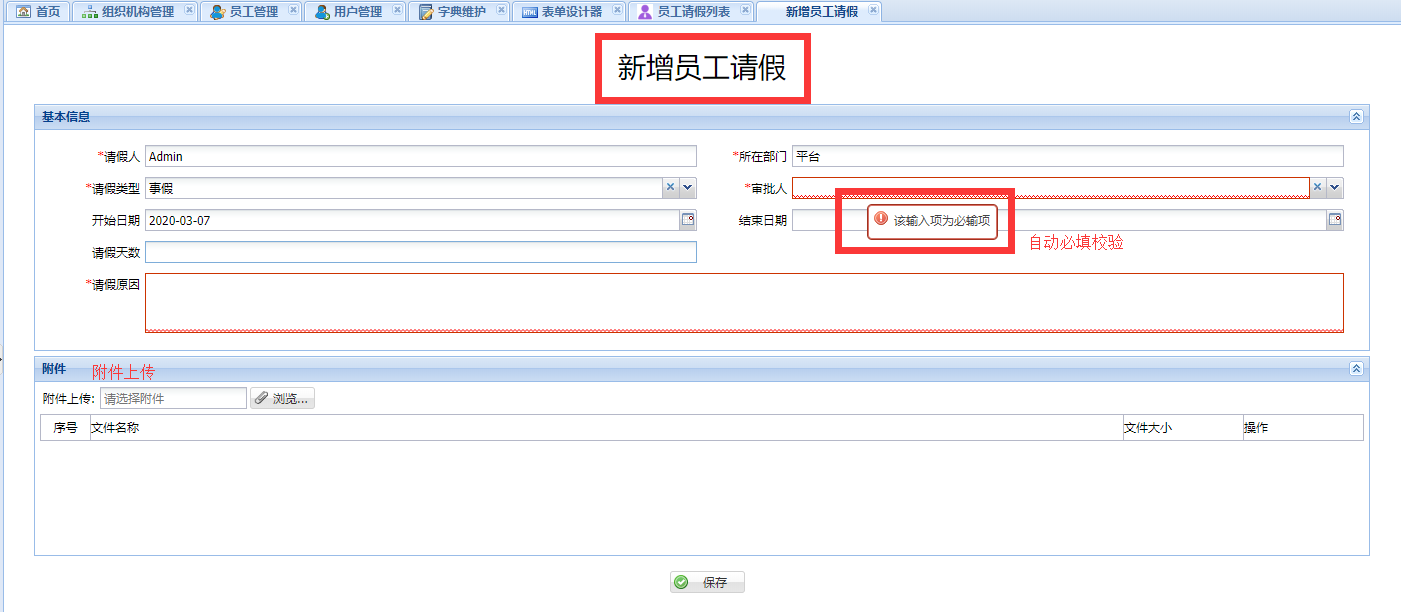 首页 组织机构管理 员工管理 用户管理 字典维护 表单设计器 员工请假列表 新增员工请假
新增员工请假
基本信息
*请假人 Admin *所在部门 平台
*请假类型 事假 *审批人
开始日期 2020-03-07 结束日期 该输入项为必输项
自动必填校验
请假天数
*请假原因
附件 附件上传
附件上传: 请选择附件 浏览...
序号 文件名称 文件大小 操作
保存